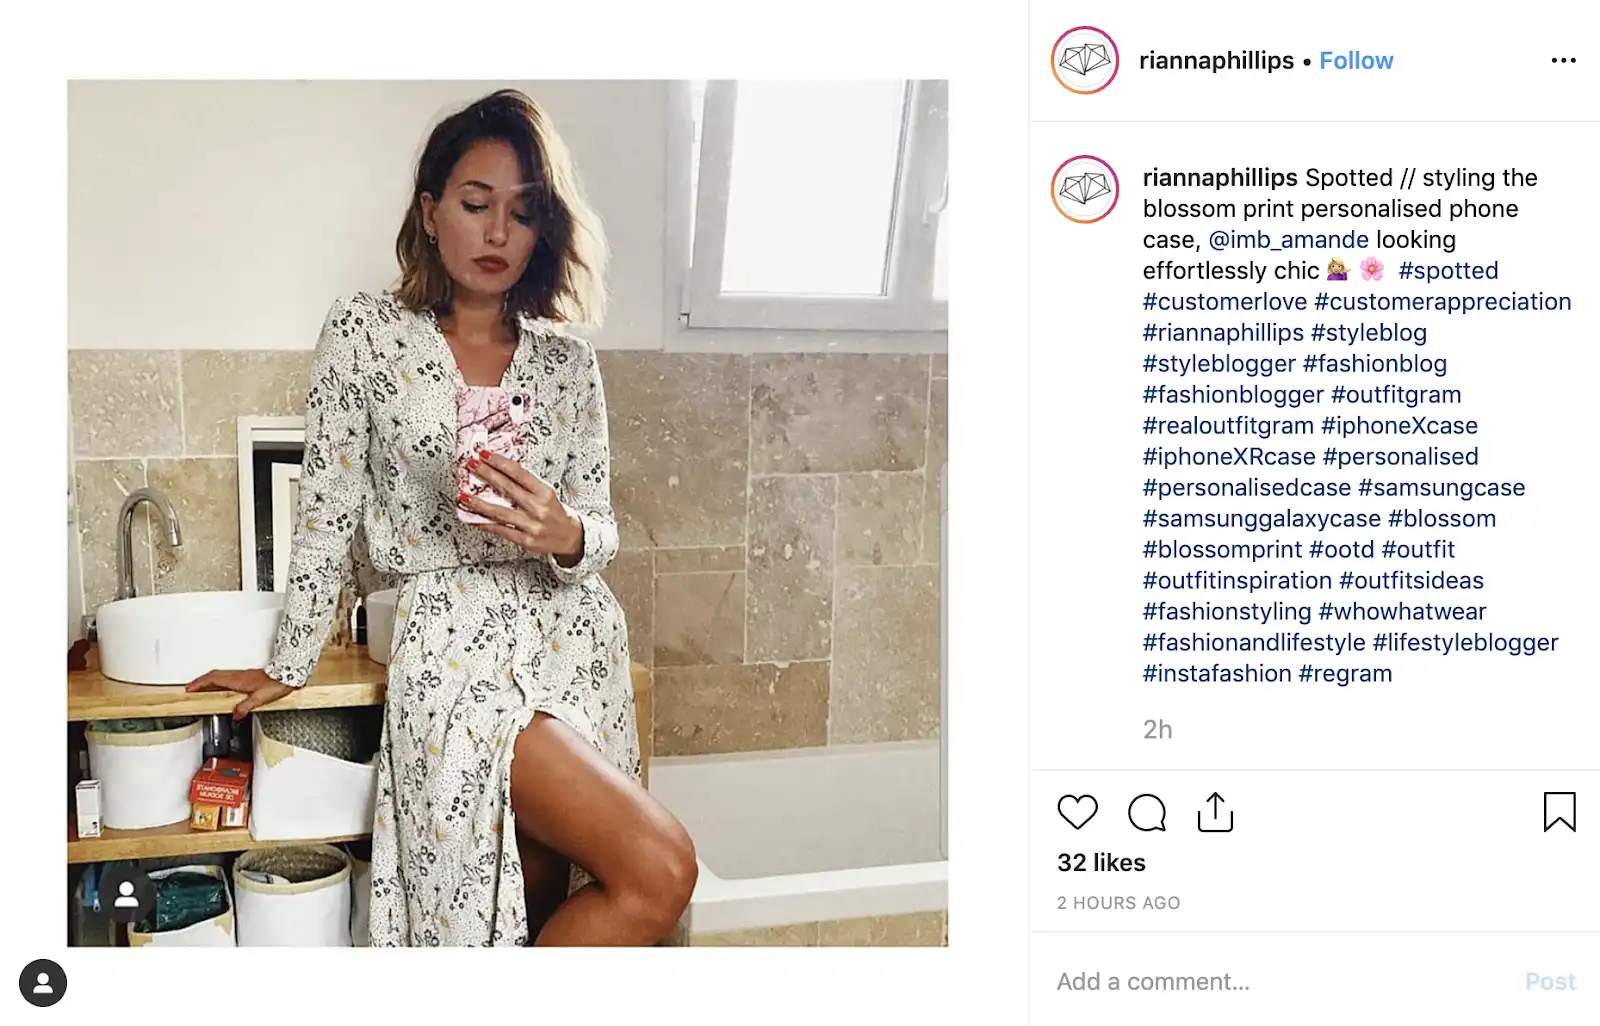 riannaphillips • Follow
riannaphillips Spotted // styling the
blossom print personalised phone
case, @imb_amande looking
effortlessly chic 💁🏼‍♀️ 🌸 #spotted
#customerlove #customerappreciation
#riannaphillips #styleblog
#styleblogger #fashionblog
#fashionblogger #outfitgram
#realoutfitgram #iphoneXcase
#iphoneXRcase #personalised
#personalisedcase #samsungcase
#samsunggalaxycase #blossom
#blossomprint #ootd #outfit
#outfitinspiration #outfitsideas
#fashionstyling #whowhatwear
#fashionandlifestyle #lifestyleblogger
#instafashion #regram
2h
32 likes
2 HOURS AGO
Add a comment...
Post